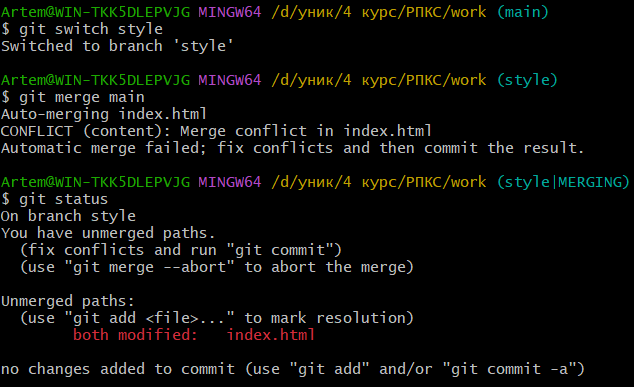 Artem@WIN-TKK5DLEPVJG MINGW64 /d/уник/4 курс/РПКС/work (main)
$ git switch style
Switched to branch 'style'
Artem@WIN-TKK5DLEPVJG MINGW64 /d/уник/4 курс/РПКС/work (style)
$ git merge main
Auto-merging index.html
CONFLICT (content): Merge conflict in index.html
Automatic merge failed; fix conflicts and then commit the result.
Artem@WIN-TKK5DLEPVJG MINGW64 /d/уник/4 курс/РПКС/work (style|MERGING)
$ git status
On branch style
You have unmerged paths.
  (fix conflicts and run "git commit")
  (use "git merge --abort" to abort the merge)
Unmerged paths:
  (use "git add <file>..." to mark resolution)
        both modified:   index.html
no changes added to commit (use "git add" and/or "git commit -a")